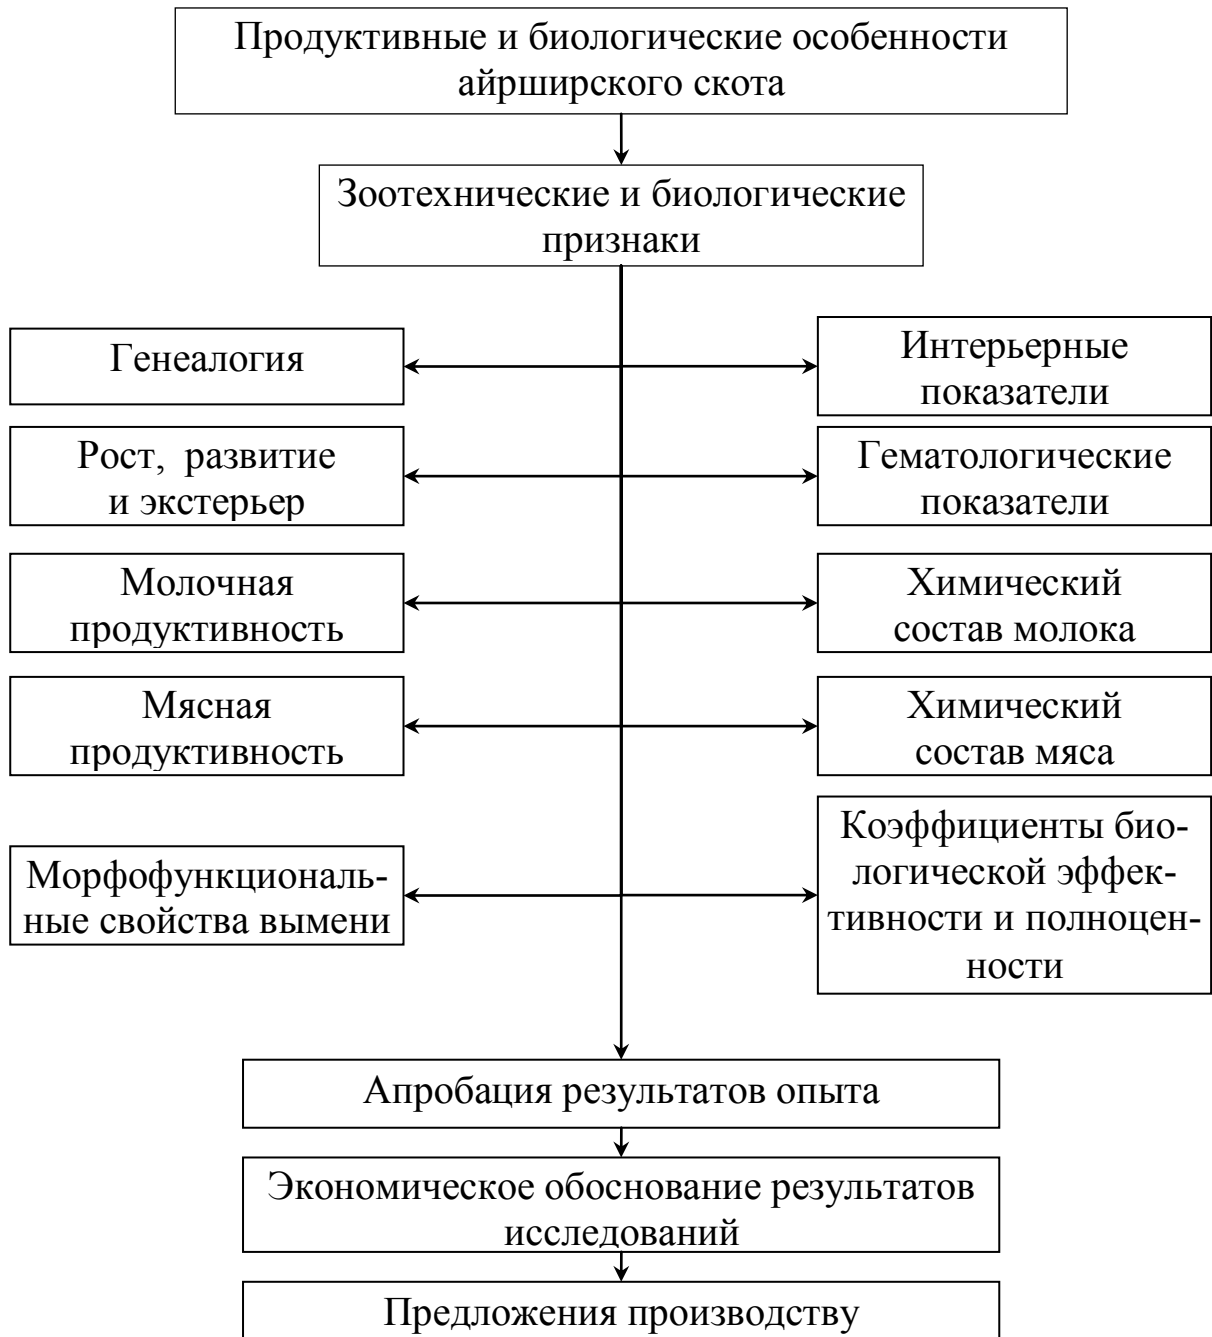 Продуктивные и биологические особенности
айрширского скота
Зоотехнические и биологические
признаки
Генеалогия
Интерьерные
показатели
Рост, развитие
и экстерьер
Гематологические
показатели
Молочная
продуктивность
Химический
состав молока
Мясная
продуктивность
Химический
состав мяса
Морфофункциональ-
ные свойства вымени
Коэффициенты био-
логической эффек-
тивности и полноцен-
ности
Апробация результатов опыта
Экономическое обоснование результатов
исследований
Предложения производству